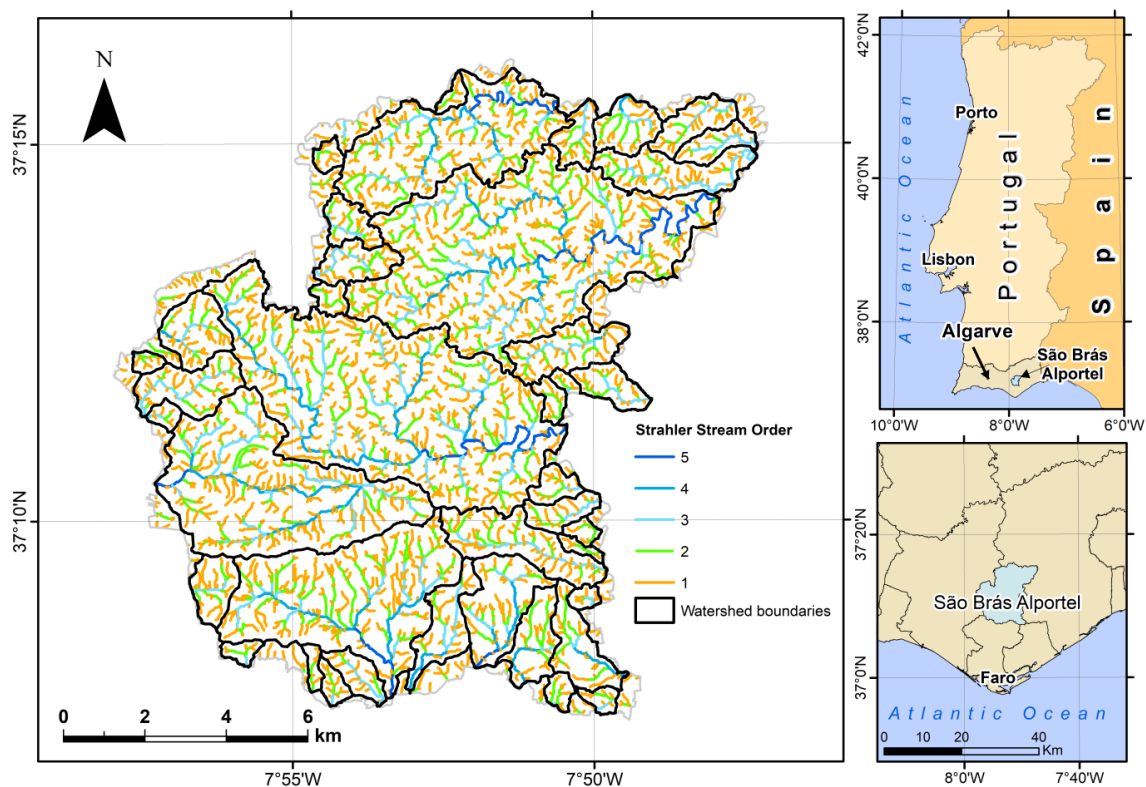 N
37°15'N
37°10'N
7°55'W
7°50'W
0 2 4 6
km
Strahler Stream Order
5
4
3
2
1
Watershed boundaries
42°0'N
40°0'N
38°0'N
10°0'W
8°0'W
6°0'W
Atlantic Ocean
Porto
Portugal
Spain
Lisbon
Algarve
São Brás
Alportel
37°20'N
37°0'N
São Brás Alportel
Faro
Atlantic Ocean
0 10 20 40
Km
8°0'W
7°40'W